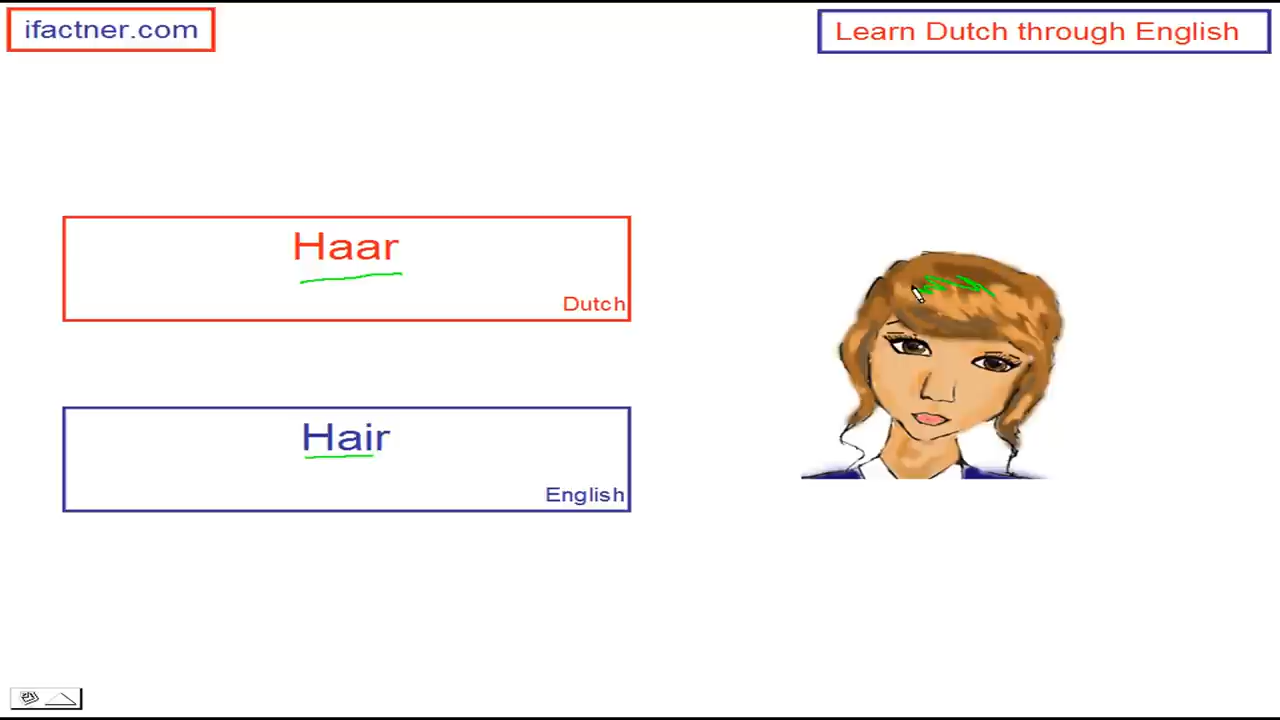 ifactner.com
Learn Dutch through English
Haar
Dutch
Hair
English